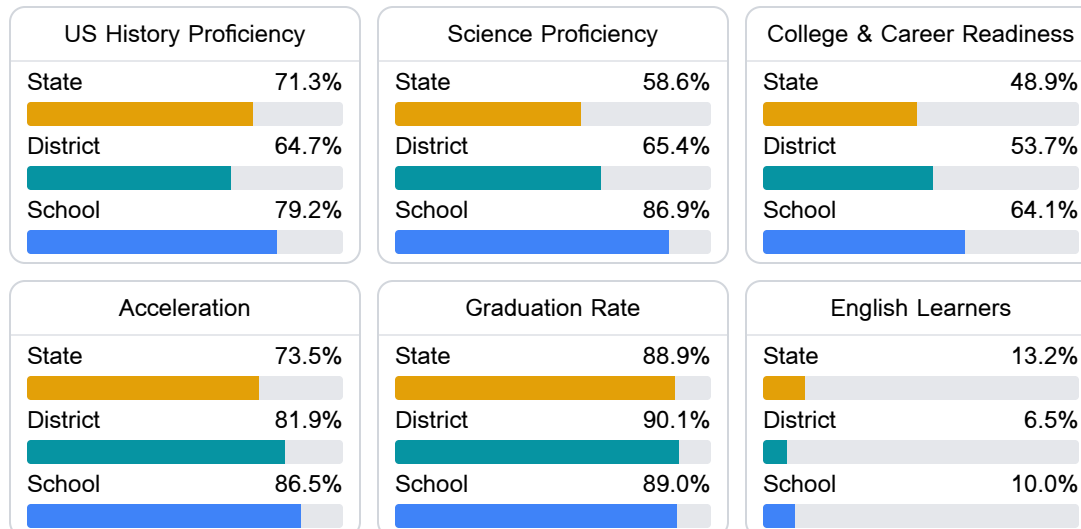 US History Proficiency
State 71.3%
District 64.7%
School 79.2%
Science Proficiency
State 58.6%
District 65.4%
School 86.9%
College & Career Readiness
State 48.9%
District 53.7%
School 64.1%
Acceleration
State 73.5%
District 81.9%
School 86.5%
Graduation Rate
State 88.9%
District 90.1%
School 89.0%
English Learners
State 13.2%
District 6.5%
School 10.0%